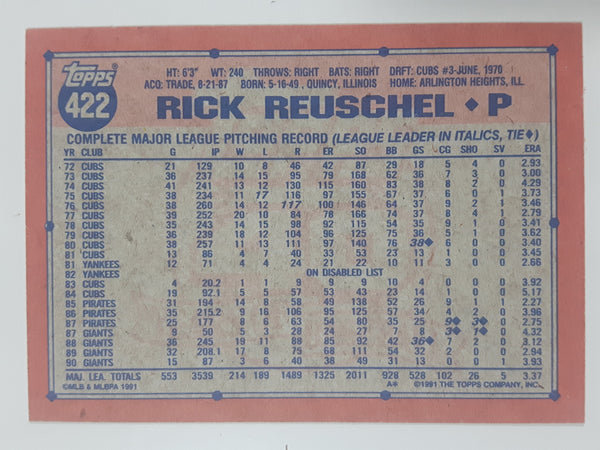 Topps®
422
HT: 6'3" WT: 240 THROWS: RIGHT BATS: RIGHT DRFT: CUBS #3-JUNE, 1970
ACQ: TRADE, 8-21-87 BORN: 5-16-49, QUINCY, ILLINOIS HOME: ARLINGTON HEIGHTS, ILL
RICK REUSCHEL ♦ P
COMPLETE MAJOR LEAGUE PITCHING RECORD (LEAGUE LEADER IN ITALICS, TIE♦)
YR CLUB G IP W L R ER SO BB GS CG SHO SV ERA
72 CUBS 21 129 10 8 46 42 87 29 18 5 4 0 2.93
73 CUBS 36 237 14 15 95 79 168 62 36 7 3 0 3.00
74 CUBS 41 241 13 12 130 115 160 83 38 8 2 0 4.29
75 CUBS 38 234 11 17 116 97 155 67 37 6 0 1 3.73
76 CUBS 38 260 14 12 117 100 146 64 37 9 2 1 3.46
77 CUBS 39 252 20 10 84 78 166 74 37 8 4 1 2.79
78 CUBS 35 243 14 15 98 92 115 54 35 9 1 0 3.41
79 CUBS 36 239 18 12 104 96 125 75 36 5 1 0 3.62
80 CUBS 38 257 11 13 111 97 140 76 38♦ 6 0 0 3.40
81 CUBS 13 86 4 7 40 33 53 23 13 1 0 0 3.45
81 YANKEES 12 71 4 4 24 21 22 10 11 3 0 0 2.66
82 YANKEES ON DISABLED LIST
83 CUBS 4 20.2 1 1 9 9 9 10 4 0 0 0 3.92
84 CUBS 19 92.1 5 5 57 53 43 23 14 1 0 0 5.17
85 PIRATES 31 194 14 8 58 49 138 52 26 9 1 1 2.27
86 PIRATES 35 215.2 9 16 106 95 125 57 34 4 2 0 3.96
87 PIRATES 25 177 8 6 63 54 80 35 25 9♦ 3♦ 0 2.75
87 GIANTS 9 50 5 3 28 24 27 7 8 3♦ 1♦ 0 4.32
88 GIANTS 36 245 19 11 88 85 92 42 36♦ 7 2 0 3.12
89 GIANTS 32 208.1 17 8 75 68 111 54 32 2 0 0 2.94
90 GIANTS 15 87 3 6 40 38 49 31 13 0 0 1 3.93
MAJ. LEA. TOTALS 553 3539 214 189 1489 1325 2011 928 528 102 26 5 3.37
©MLB & MLBPA 1991 A* ©1991 THE TOPPS COMPANY, INC.